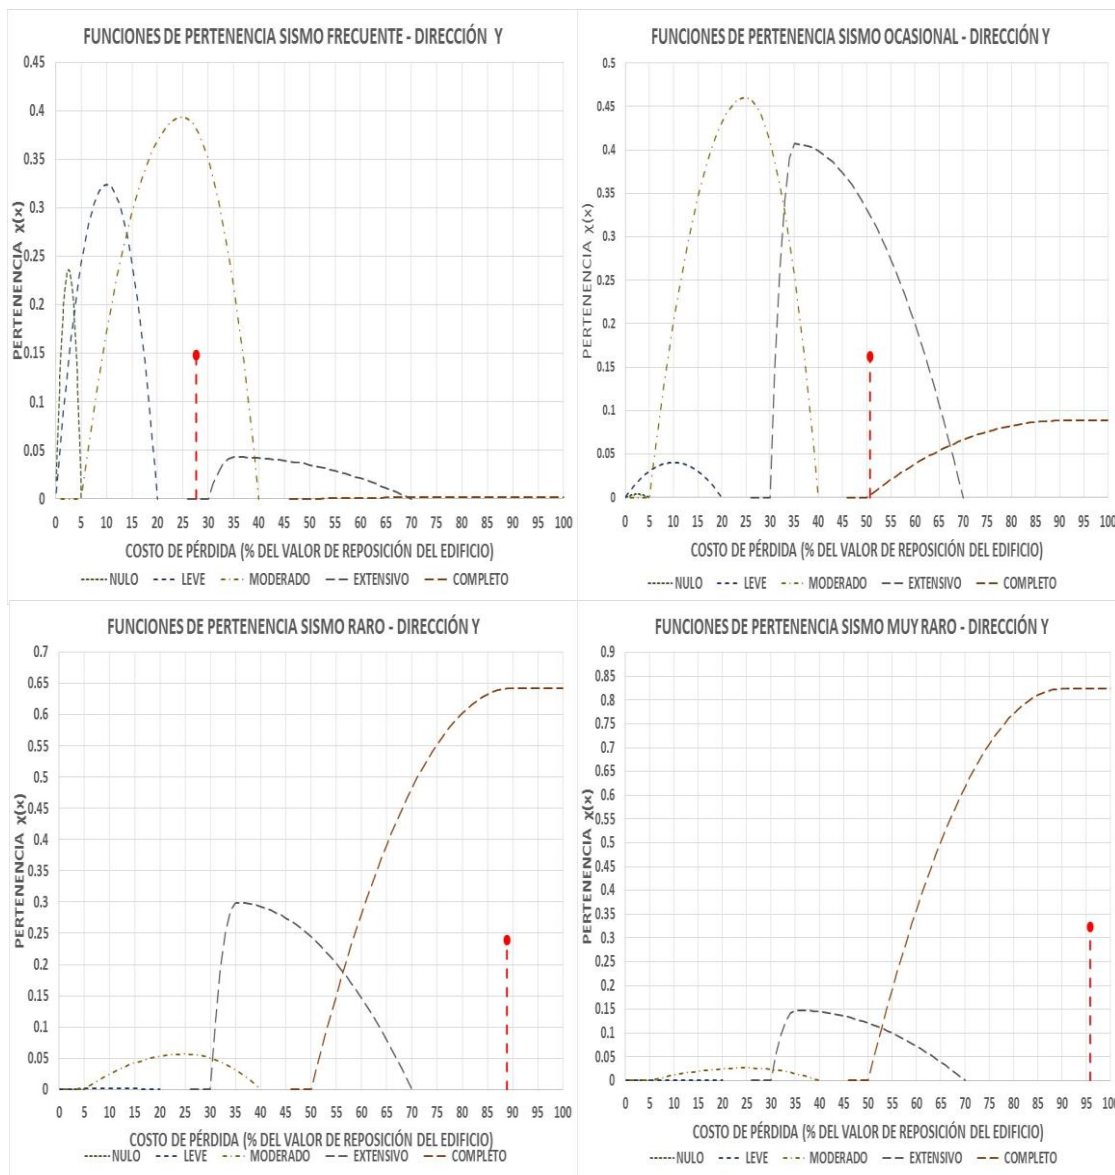 FUNCIONES DE PERTENENCIA SISMO FRECUENTE - DIRECCIÓN Y
PERTENENCIA χ(×)
0.45
0.4
0.35
0.3
0.25
0.2
0.15
0.1
0.05
0
0 5 10 15 20 25 30 35 40 45 50 55 60 65 70 75 80 85 90 95 100
COSTO DE PÉRDIDA (% DEL VALOR DE REPOSICIÓN DEL EDIFICIO)
NULO LEVE MODERADO EXTENSIVO COMPLETO
FUNCIONES DE PERTENENCIA SISMO OCASIONAL - DIRECCIÓN Y
PERTENENCIA χ(×)
0.5
0.45
0.4
0.35
0.3
0.25
0.2
0.15
0.1
0.05
0
0 5 10 15 20 25 30 35 40 45 50 55 60 65 70 75 80 85 90 95 100
COSTO DE PÉRDIDA (% DEL VALOR DE REPOSICIÓN DEL EDIFICIO)
NULO LEVE MODERADO EXTENSIVO COMPLETO
FUNCIONES DE PERTENENCIA SISMO RARO - DIRECCIÓN Y
PERTENENCIA χ(×)
0.7
0.65
0.6
0.55
0.5
0.45
0.4
0.35
0.3
0.25
0.2
0.15
0.1
0.05
0
0 5 10 15 20 25 30 35 40 45 50 55 60 65 70 75 80 85 90 95 100
COSTO DE PÉRDIDA (% DEL VALOR DE REPOSICIÓN DEL EDIFICIO)
NULO LEVE MODERADO EXTENSIVO COMPLETO
FUNCIONES DE PERTENENCIA SISMO MUY RARO - DIRECCIÓN Y
PERTENENCIA χ(×)
0.9
0.85
0.8
0.75
0.7
0.65
0.6
0.55
0.5
0.45
0.4
0.35
0.3
0.25
0.2
0.15
0.1
0.05
0
0 5 10 15 20 25 30 35 40 45 50 55 60 65 70 75 80 85 90 95 100
COSTO DE PÉRDIDA (% DEL VALOR DE REPOSICIÓN DEL EDIFICIO)
NULO LEVE MODERADO EXTENSIVO COMPLETO